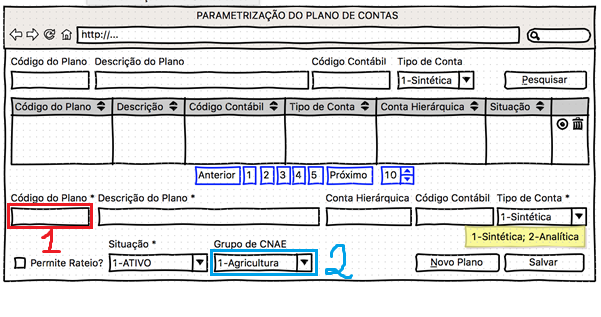 PARAMETRIZAÇÃO DO PLANO DE CONTAS
http://...
Código do Plano Descrição do Plano Código Contábil Tipo de Conta
1-Sintética Pesquisar
Código do Plano Descrição Código Contábil Tipo de Conta Conta Hierárquica Situação
Anterior 1 2 3 4 5 Próximo 10
Código do Plano * Descrição do Plano * Conta Hierárquica Código Contábil Tipo de Conta *
1-Sintética
1 1-Sintética; 2-Analítica
Situação * Grupo de CNAE
Permite Rateio? 1-ATIVO 1-Agricultura 2 Novo Plano Salvar